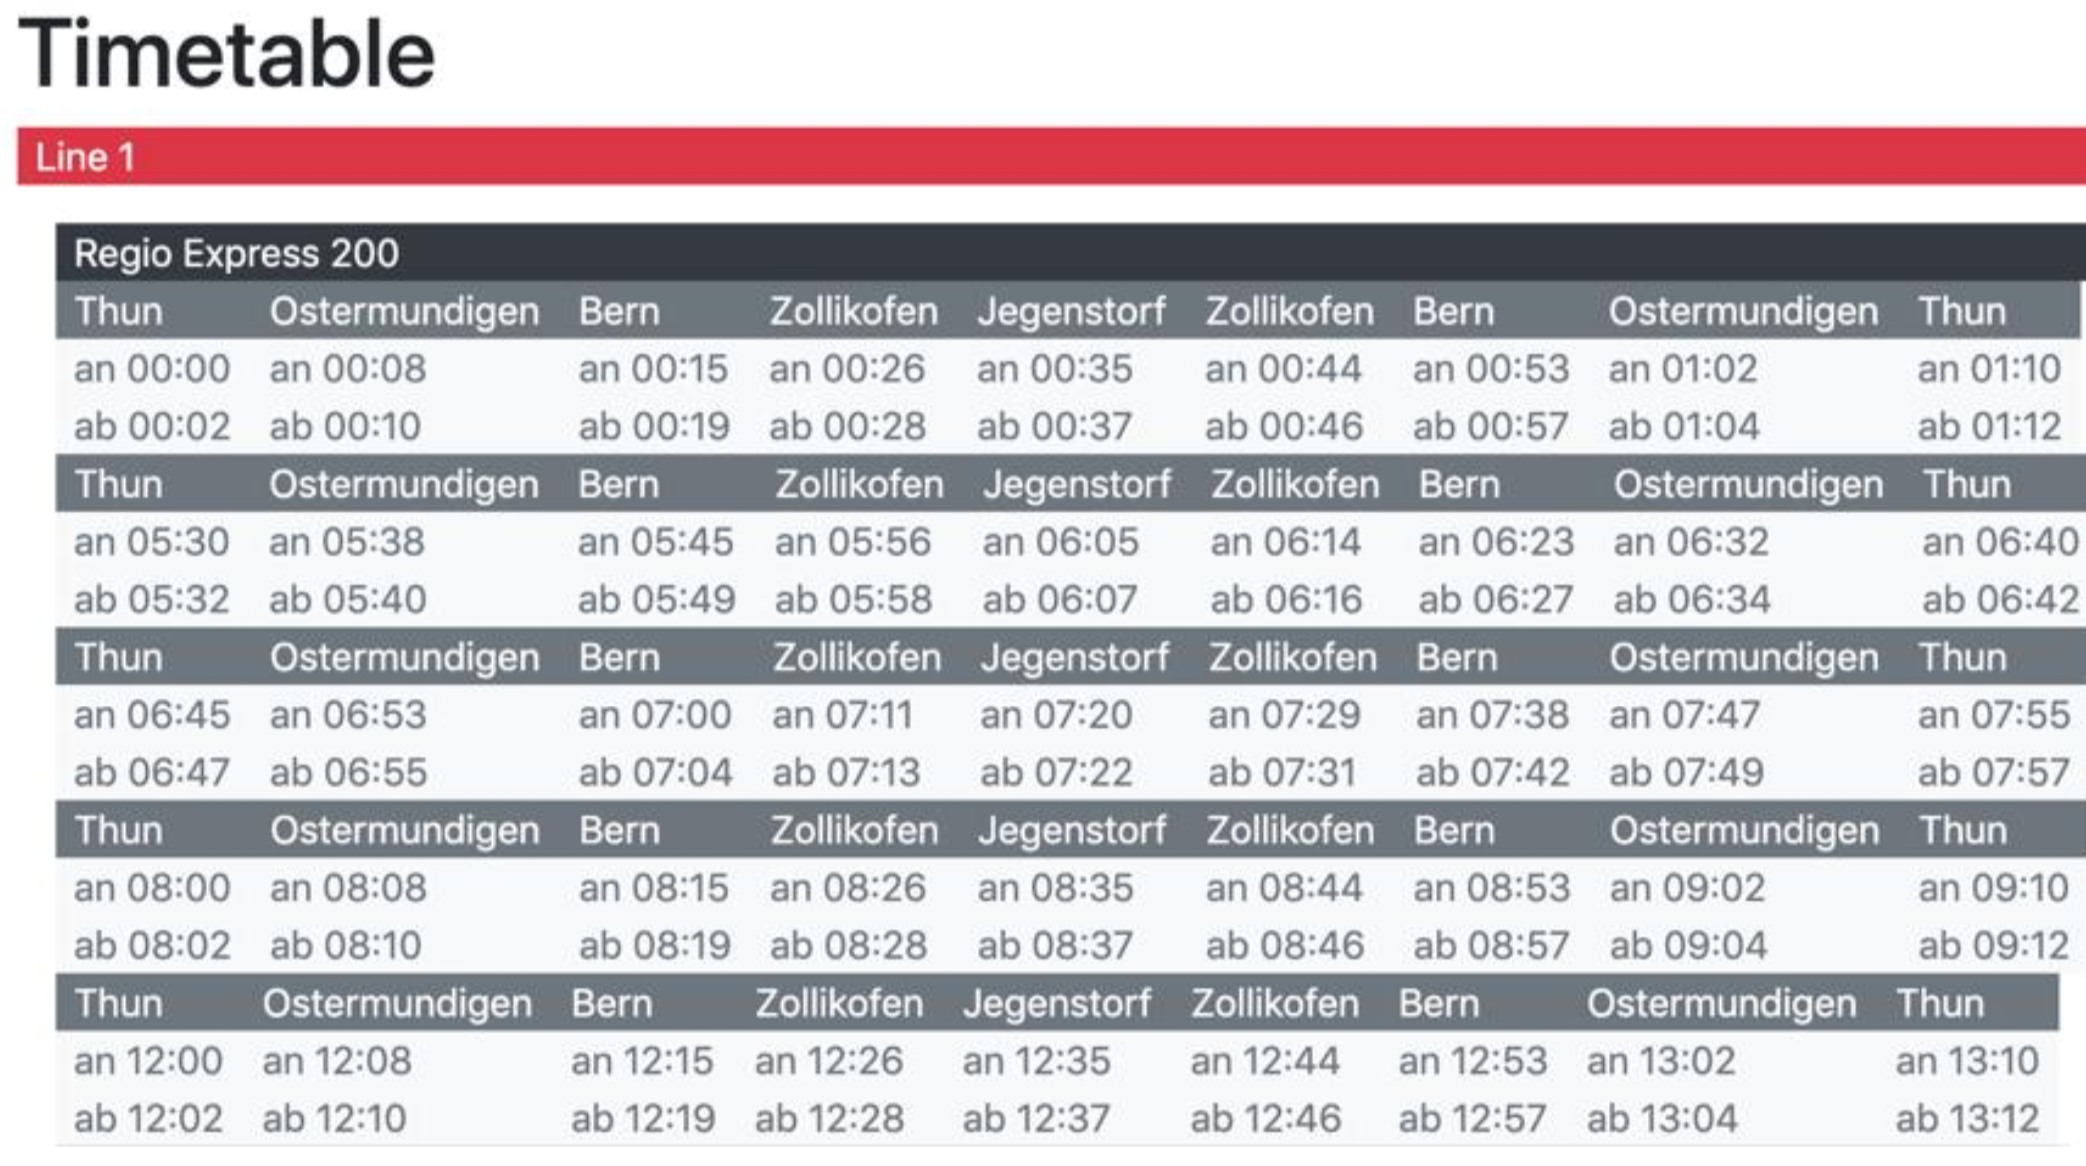 Timetable
Line 1
Regio Express 200
Thun Ostermundigen Bern Zollikofen Jegenstorf Zollikofen Bern Ostermundigen Thun
an 00:00 an 00:08 an 00:15 an 00:26 an 00:35 an 00:44 an 00:53 an 01:02 an 01:10
ab 00:02 ab 00:10 ab 00:19 ab 00:28 ab 00:37 ab 00:46 ab 00:57 ab 01:04 ab 01:12
Thun Ostermundigen Bern Zollikofen Jegenstorf Zollikofen Bern Ostermundigen Thun
an 05:30 an 05:38 an 05:45 an 05:56 an 06:05 an 06:14 an 06:23 an 06:32 an 06:40
ab 05:32 ab 05:40 ab 05:49 ab 05:58 ab 06:07 ab 06:16 ab 06:27 ab 06:34 ab 06:42
Thun Ostermundigen Bern Zollikofen Jegenstorf Zollikofen Bern Ostermundigen Thun
an 06:45 an 06:53 an 07:00 an 07:11 an 07:20 an 07:29 an 07:38 an 07:47 an 07:55
ab 06:47 ab 06:55 ab 07:04 ab 07:13 ab 07:22 ab 07:31 ab 07:42 ab 07:49 ab 07:57
Thun Ostermundigen Bern Zollikofen Jegenstorf Zollikofen Bern Ostermundigen Thun
an 08:00 an 08:08 an 08:15 an 08:26 an 08:35 an 08:44 an 08:53 an 09:02 an 09:10
ab 08:02 ab 08:10 ab 08:19 ab 08:28 ab 08:37 ab 08:46 ab 08:57 ab 09:04 ab 09:12
Thun Ostermundigen Bern Zollikofen Jegenstorf Zollikofen Bern Ostermundigen Thun
an 12:00 an 12:08 an 12:15 an 12:26 an 12:35 an 12:44 an 12:53 an 13:02 an 13:10
ab 12:02 ab 12:10 ab 12:19 ab 12:28 ab 12:37 ab 12:46 ab 12:57 ab 13:04 ab 13:12